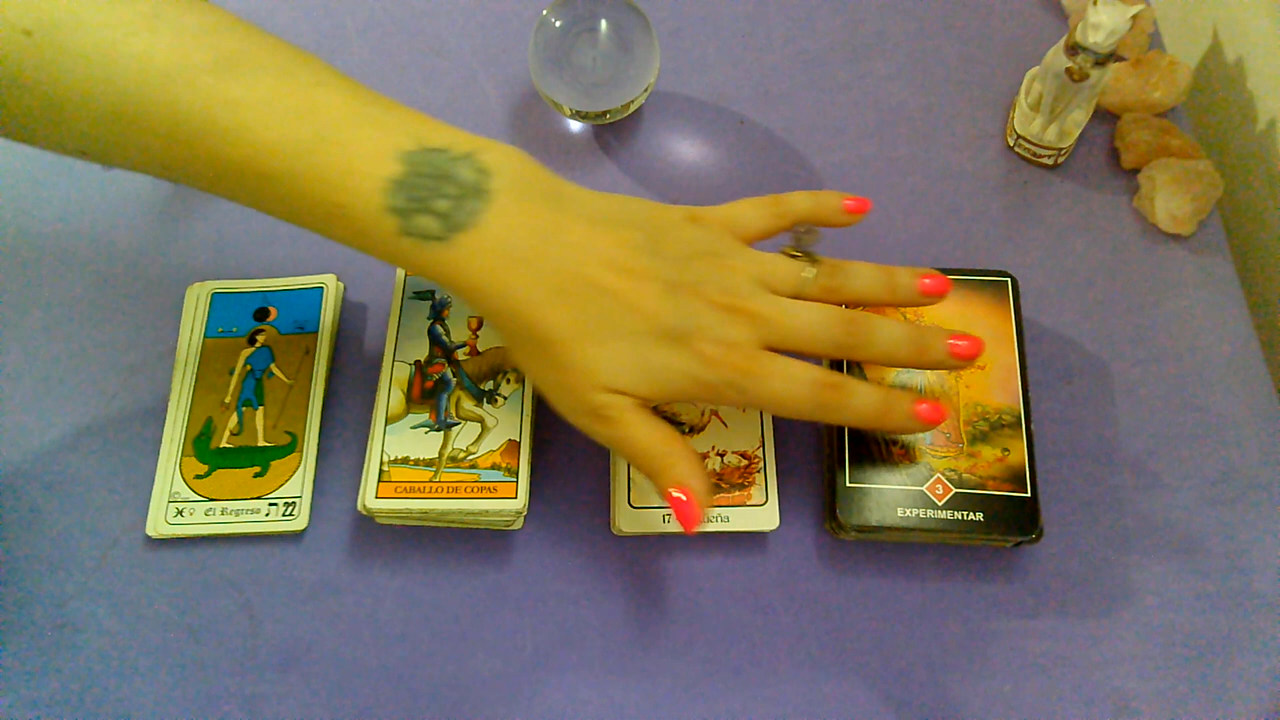 El Regreso 22
CABALLO DE COPAS
17
3
EXPERIMENTAR